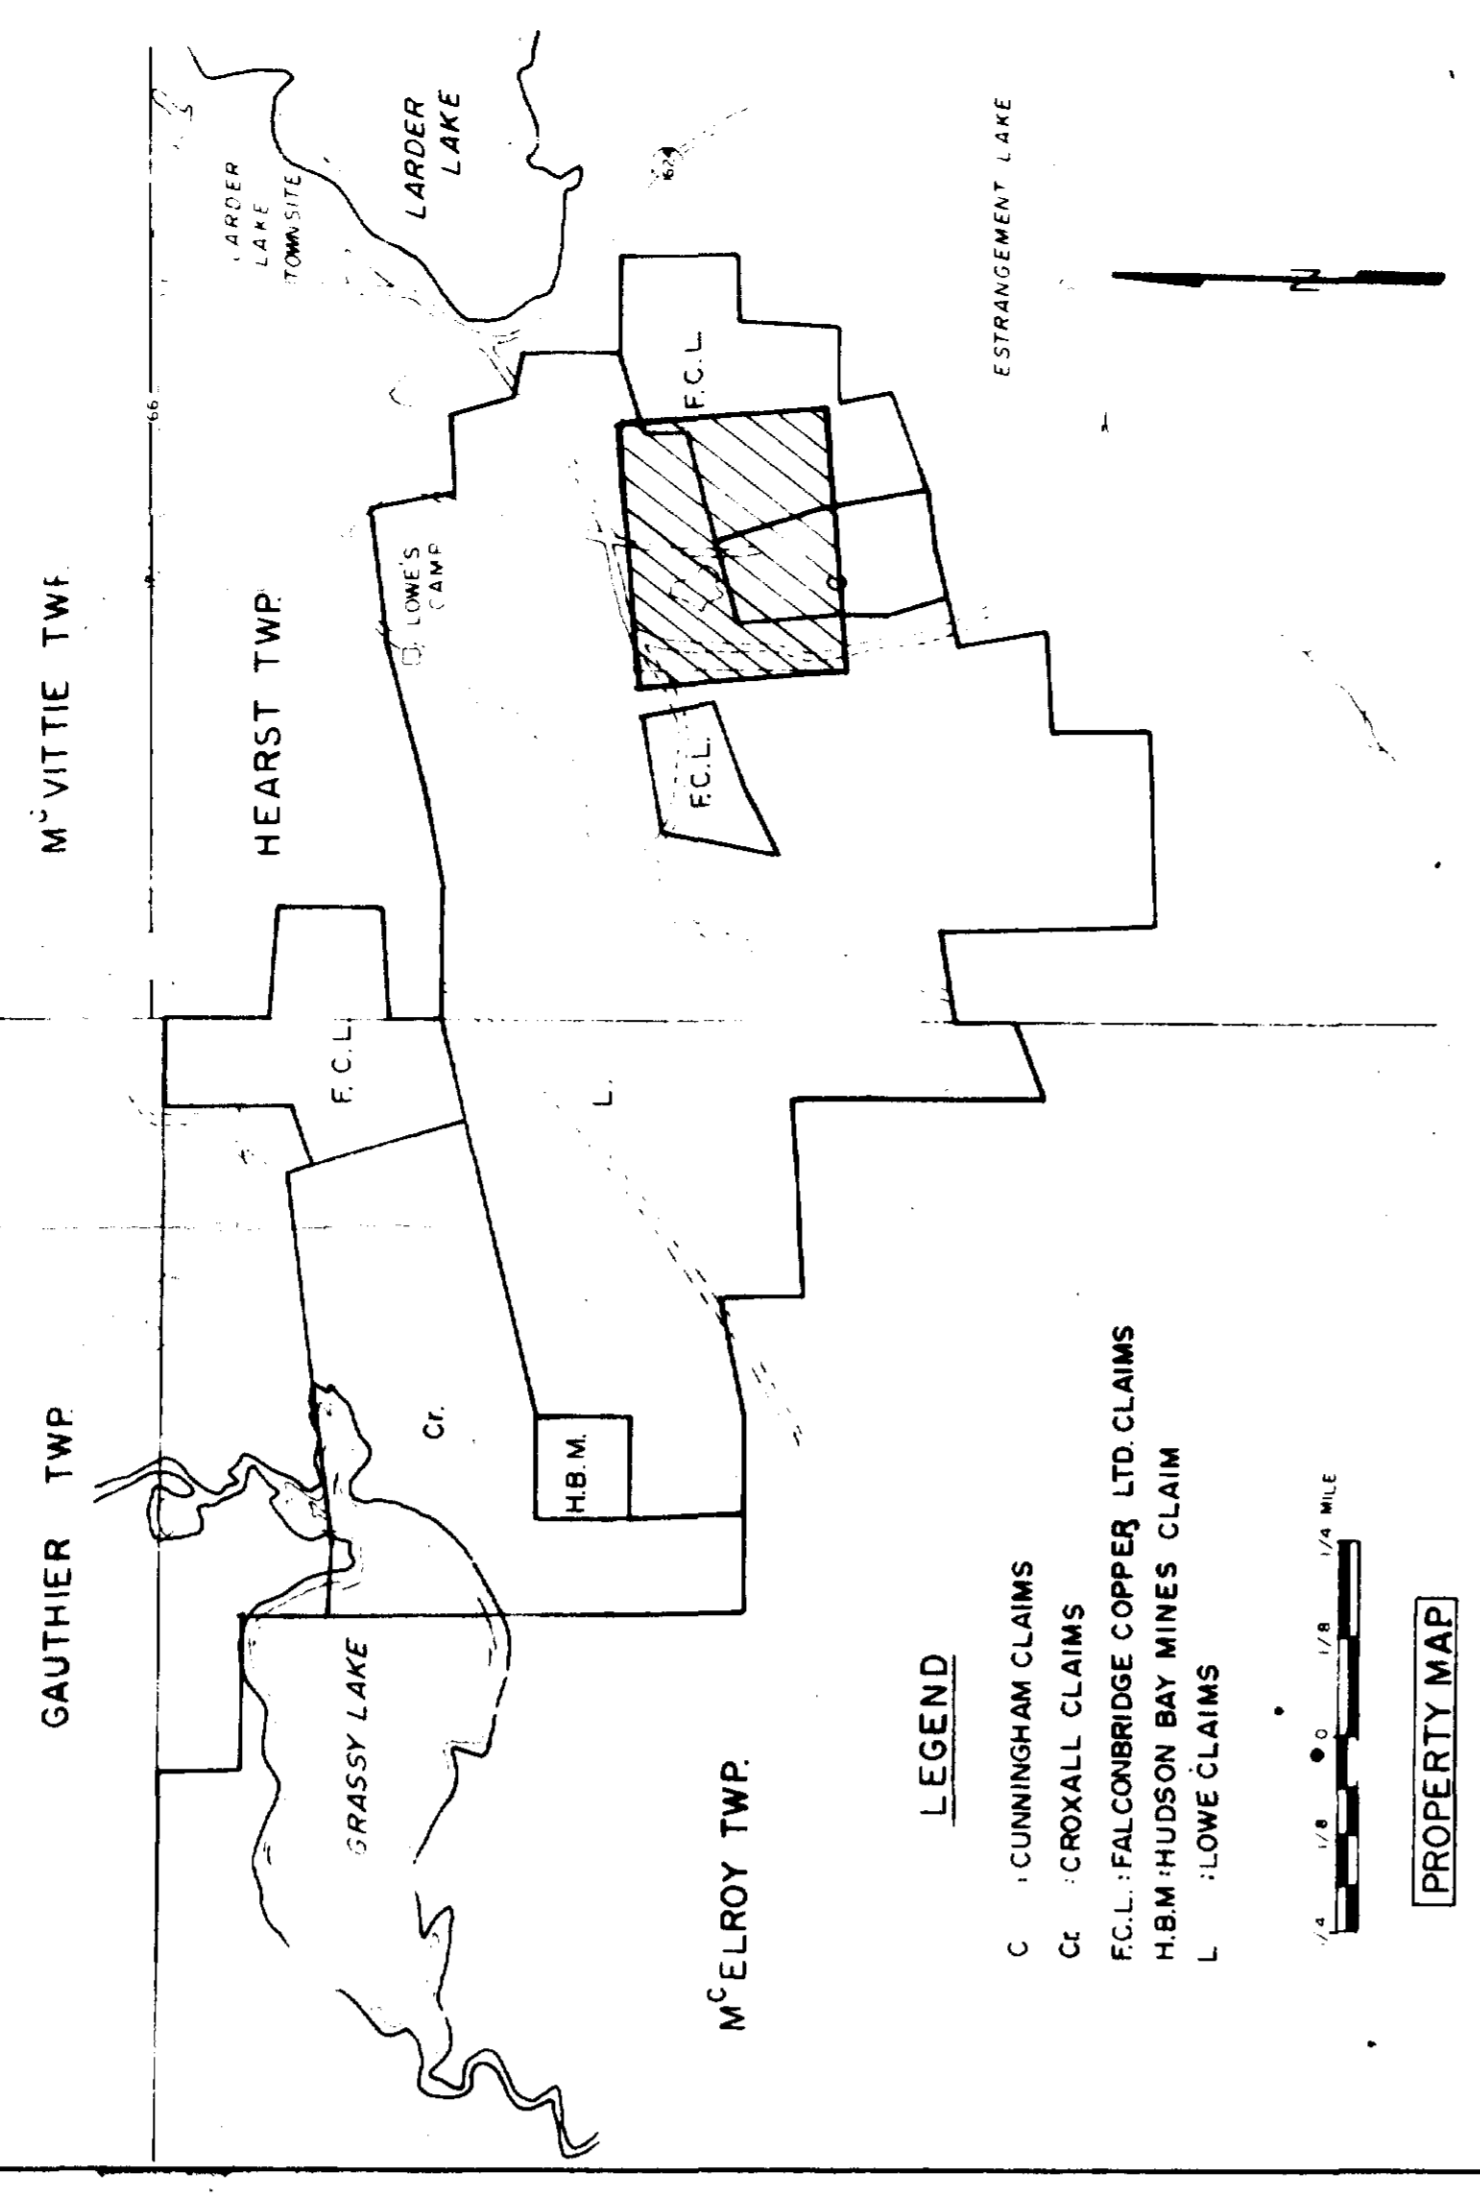 GAUTHIER TWP.
McVITTIE TWP.
66
HEARST TWP.
LARDER
LAKE
TOWNSITE
LARDER
LAKE
GRASSY LAKE
F.C.L.
LOWE'S
CAMP
Cr.
H.B.M.
L.
F.C.L.
F.C.L.
C
McELROY TWP.
ESTRANGEMENT LAKE
N
LEGEND
C : CUNNINGHAM CLAIMS
Cr. : CROXALL CLAIMS
F.C.L. : FALCONBRIDGE COPPER LTD. CLAIMS
H.B.M : HUDSON BAY MINES CLAIM
L : LOWE CLAIMS
1/4 1/8 0 1/8 1/4 MILE
PROPERTY MAP